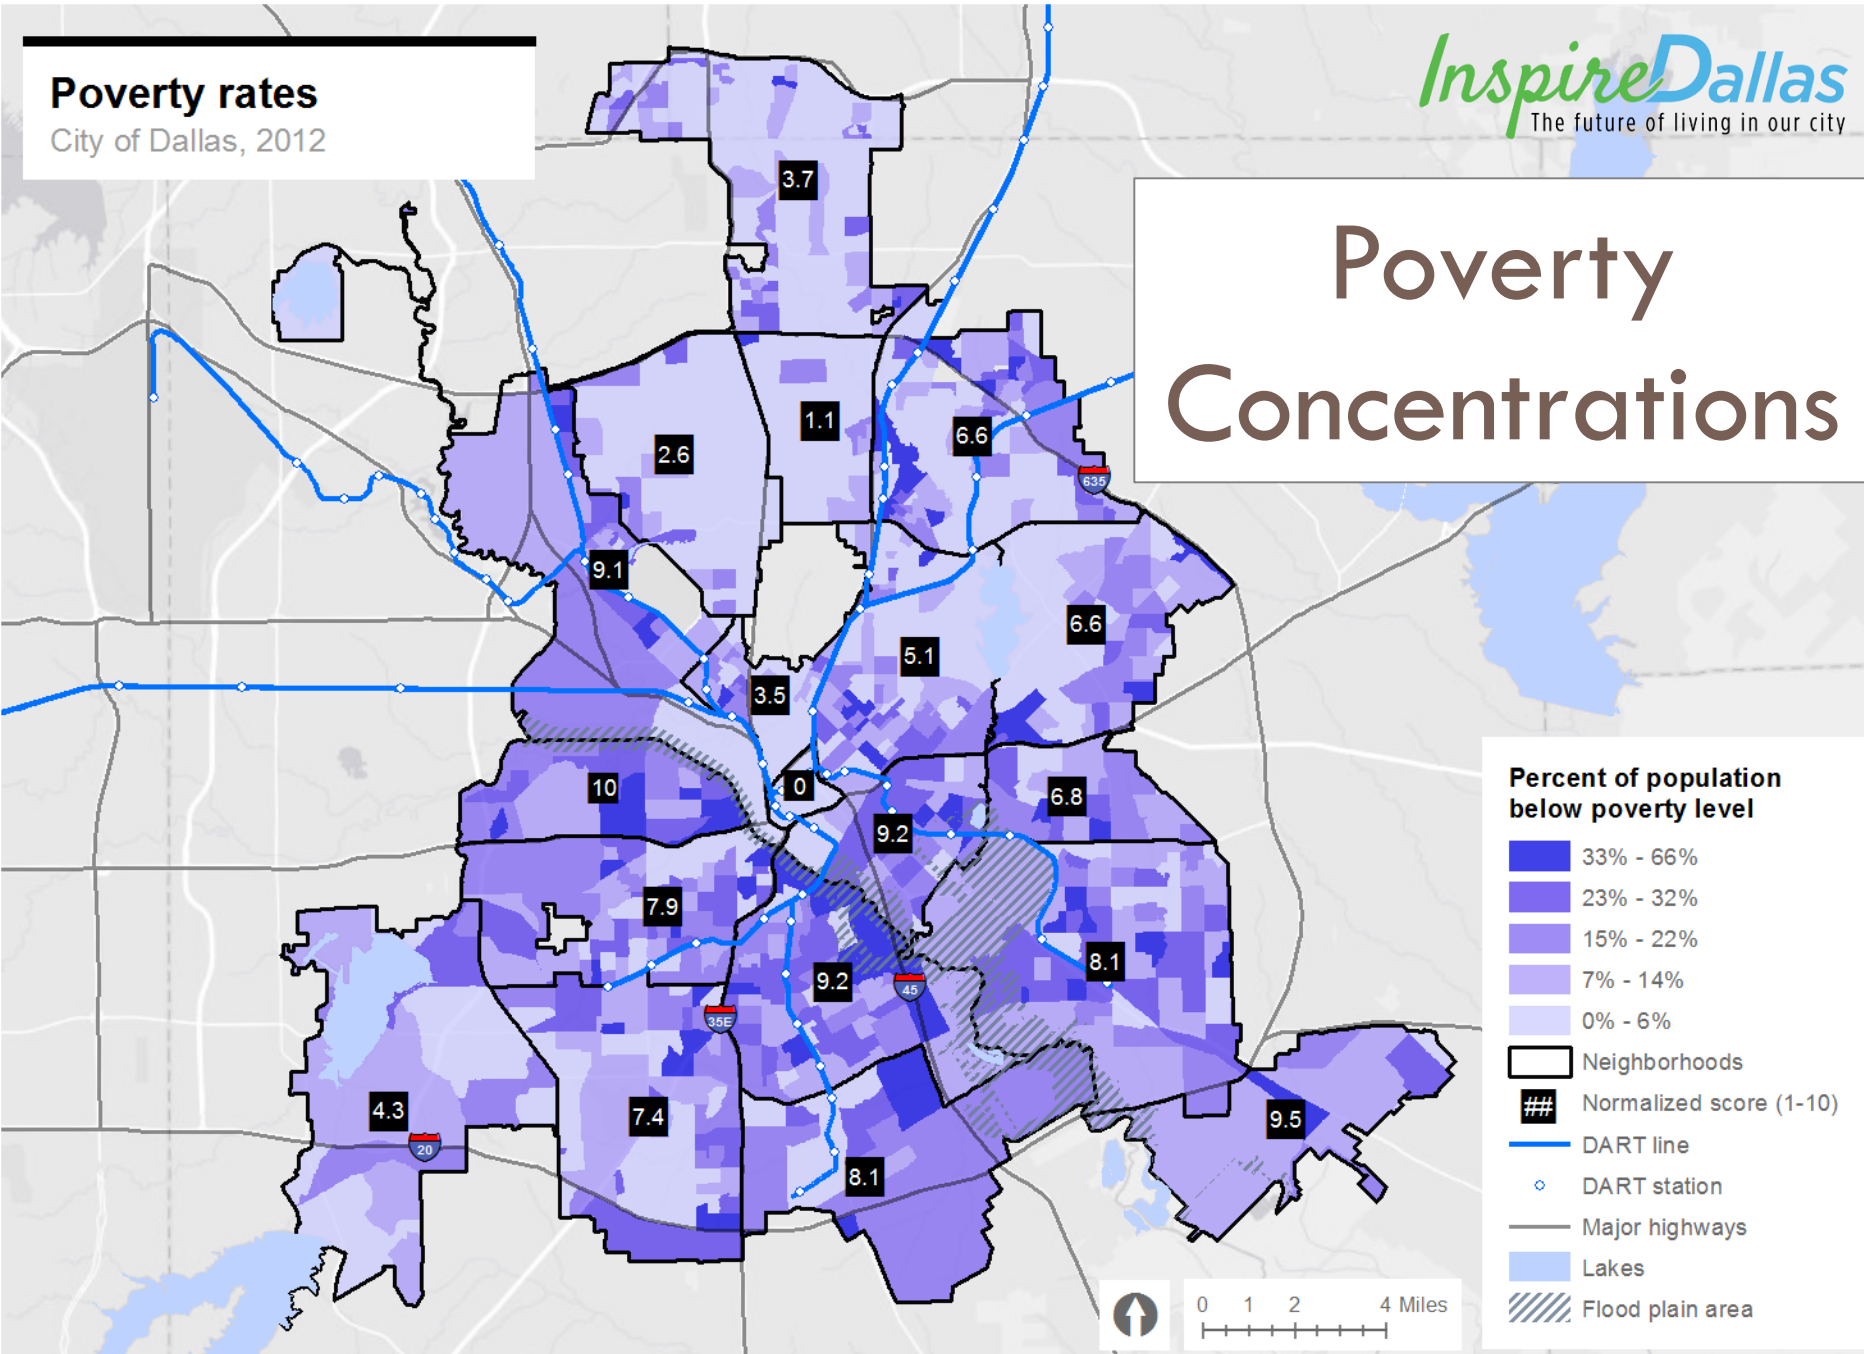 Poverty rates
City of Dallas, 2012
InspireDallas
The future of living in our city
Poverty
Concentrations
3.7
1.1
2.6
6.6
635
9.1
6.6
5.1
3.5
10
0
6.8
9.2
7.9
8.1
9.2
45
35E
4.3
7.4
9.5
20
8.1
Percent of population
below poverty level
33% - 66%
23% - 32%
15% - 22%
7% - 14%
0% - 6%
Neighborhoods
## Normalized score (1-10)
DART line
DART station
Major highways
Lakes
Flood plain area
0 1 2 4 Miles